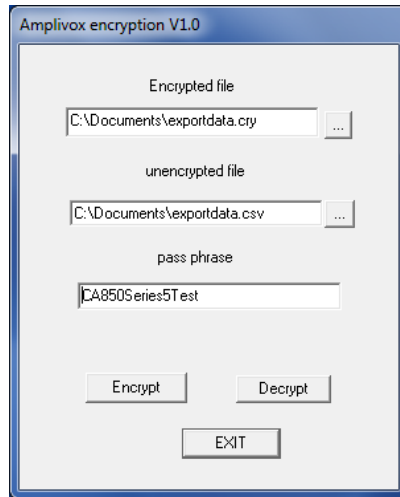 Amplivox encryption V1.0
Encrypted file
C:\Documents\exportdata.cry
...
unencrypted file
C:\Documents\exportdata.csv
...
pass phrase
CA850Series5Test
Encrypt Decrypt
EXIT